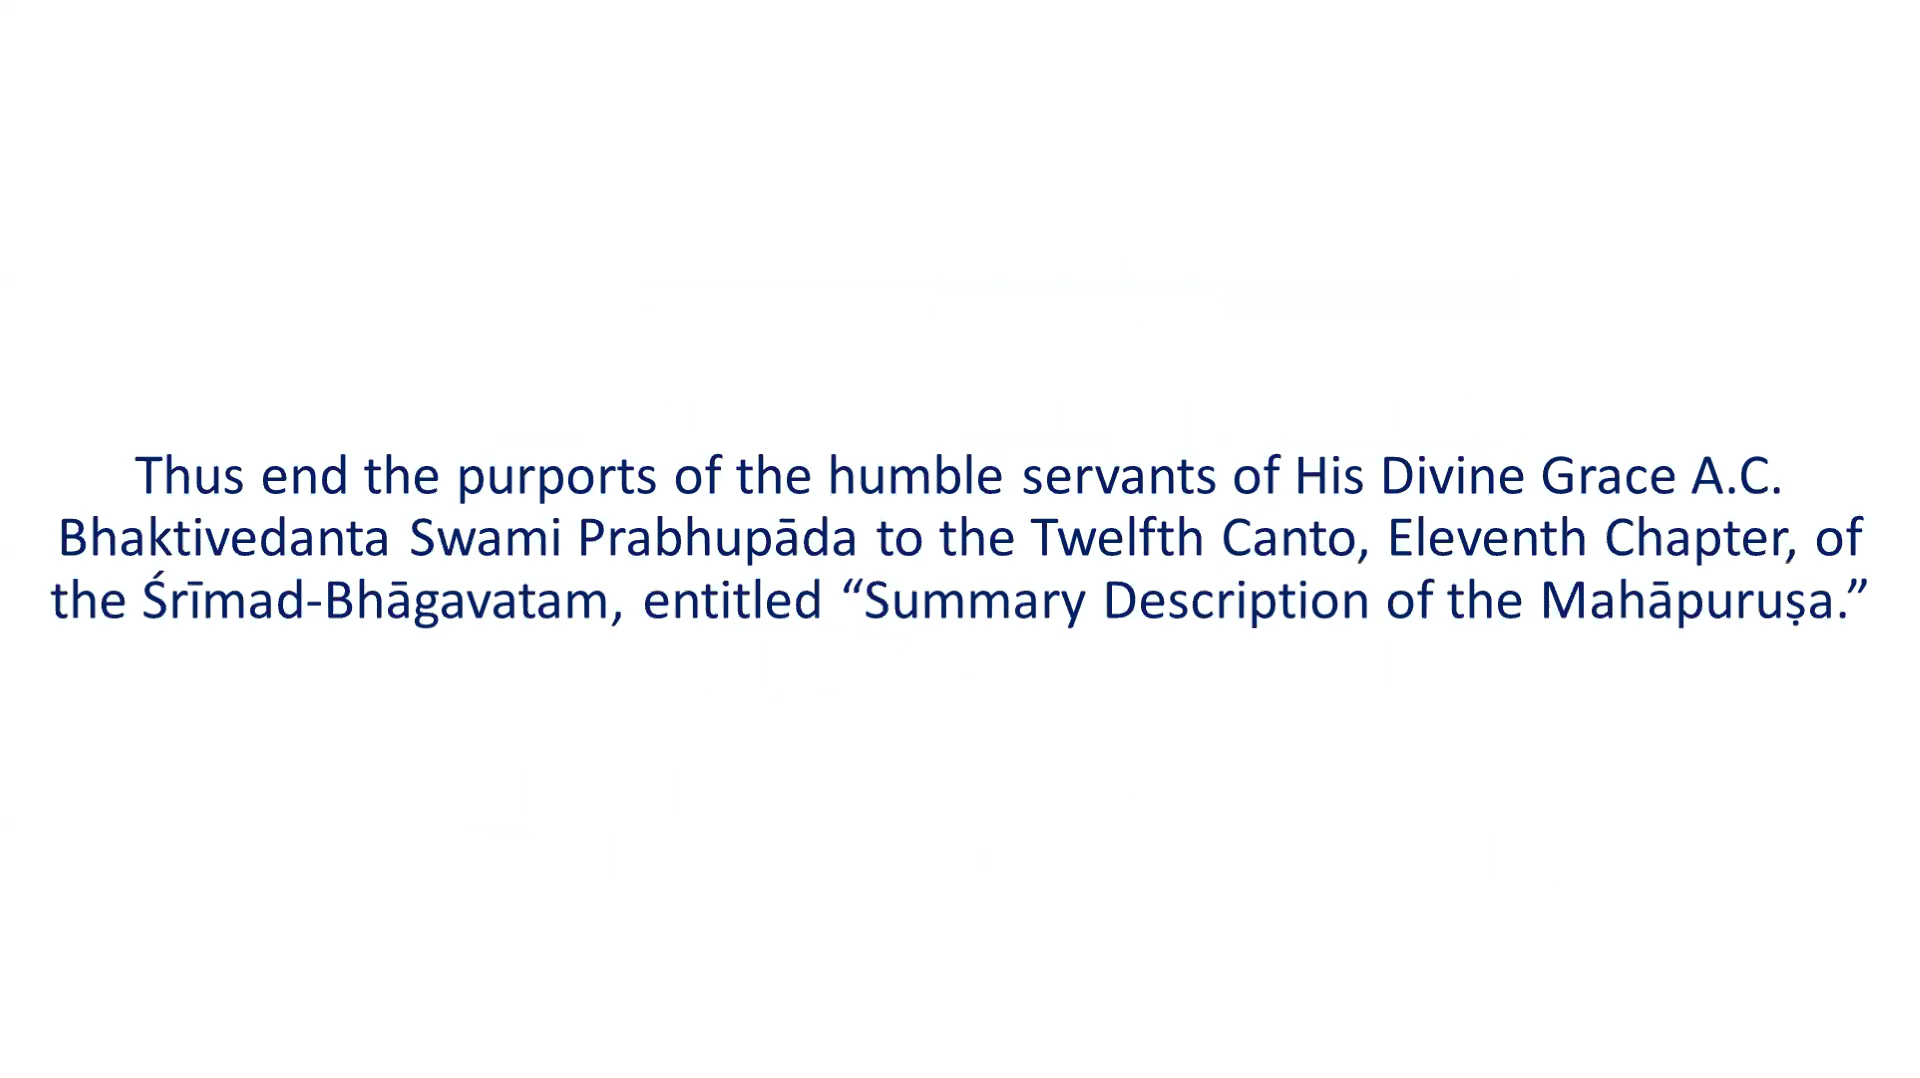 Thus end the purports of the humble servants of His Divine Grace A.C.
Bhaktivedanta Swami Prabhupāda to the Twelfth Canto, Eleventh Chapter, of
the Śrīmad-Bhāgavatam, entitled “Summary Description of the Mahāpuruṣa.”